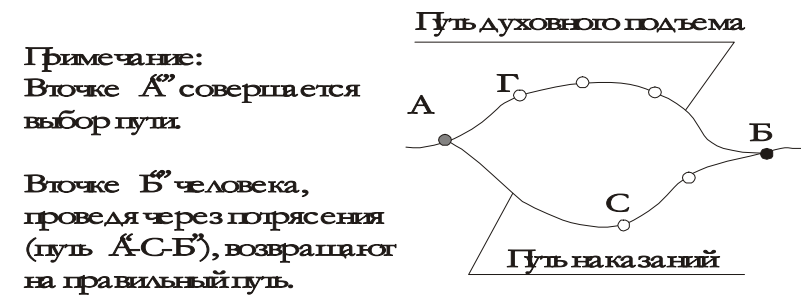 Примечание:
В точке “А” совершается
выбор пути.
В точке “Б” человека,
проведя через потрясения
(путь “А-С-Б”), возвращают
на правильный путь.
Путь духовного подъема
А
Г
Б
С
Путь наказаний